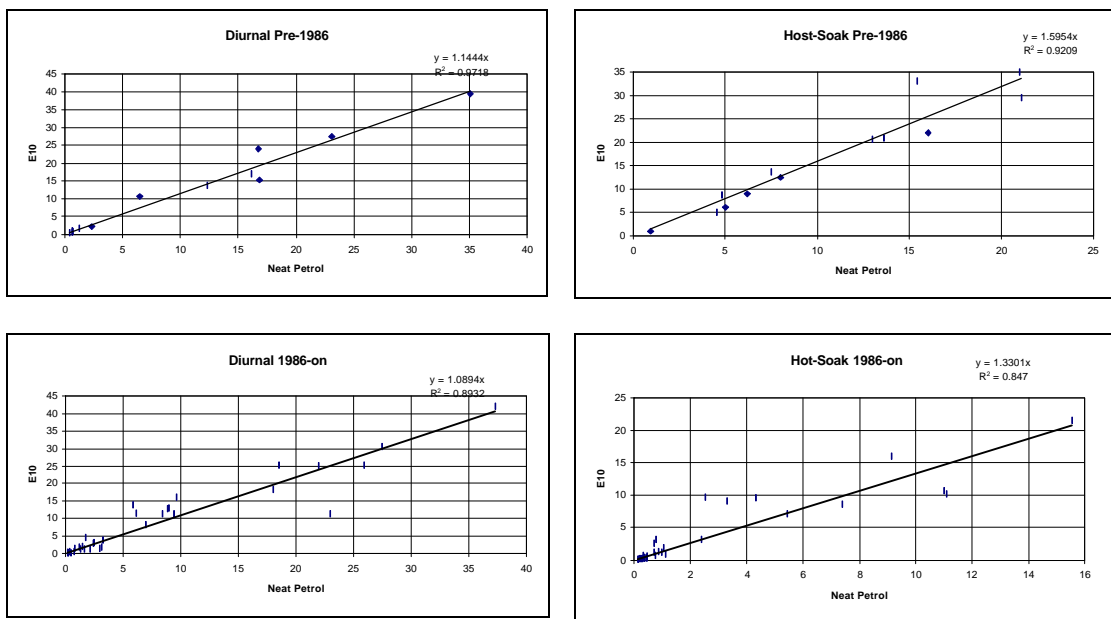 Diurnal Pre-1986
y = 1.1444x
R² = 0.9718
45
40
35
30
25
20
15
10
5
0
E10
0 5 10 15 20 25 30 35 40
Neat Petrol
Host-Soak Pre-1986
y = 1.5954x
R² = 0.9209
35
30
25
20
15
10
5
0
E10
0 5 10 15 20 25
Neat Petrol
Diurnal 1986-on
y = 1.0894x
R² = 0.8932
45
40
35
30
25
20
15
10
5
0
E10
0 5 10 15 20 25 30 35 40
Neat Petrol
Hot-Soak 1986-on
y = 1.3301x
R² = 0.847
25
20
15
10
5
0
E10
0 2 4 6 8 10 12 14 16
Neat Petrol